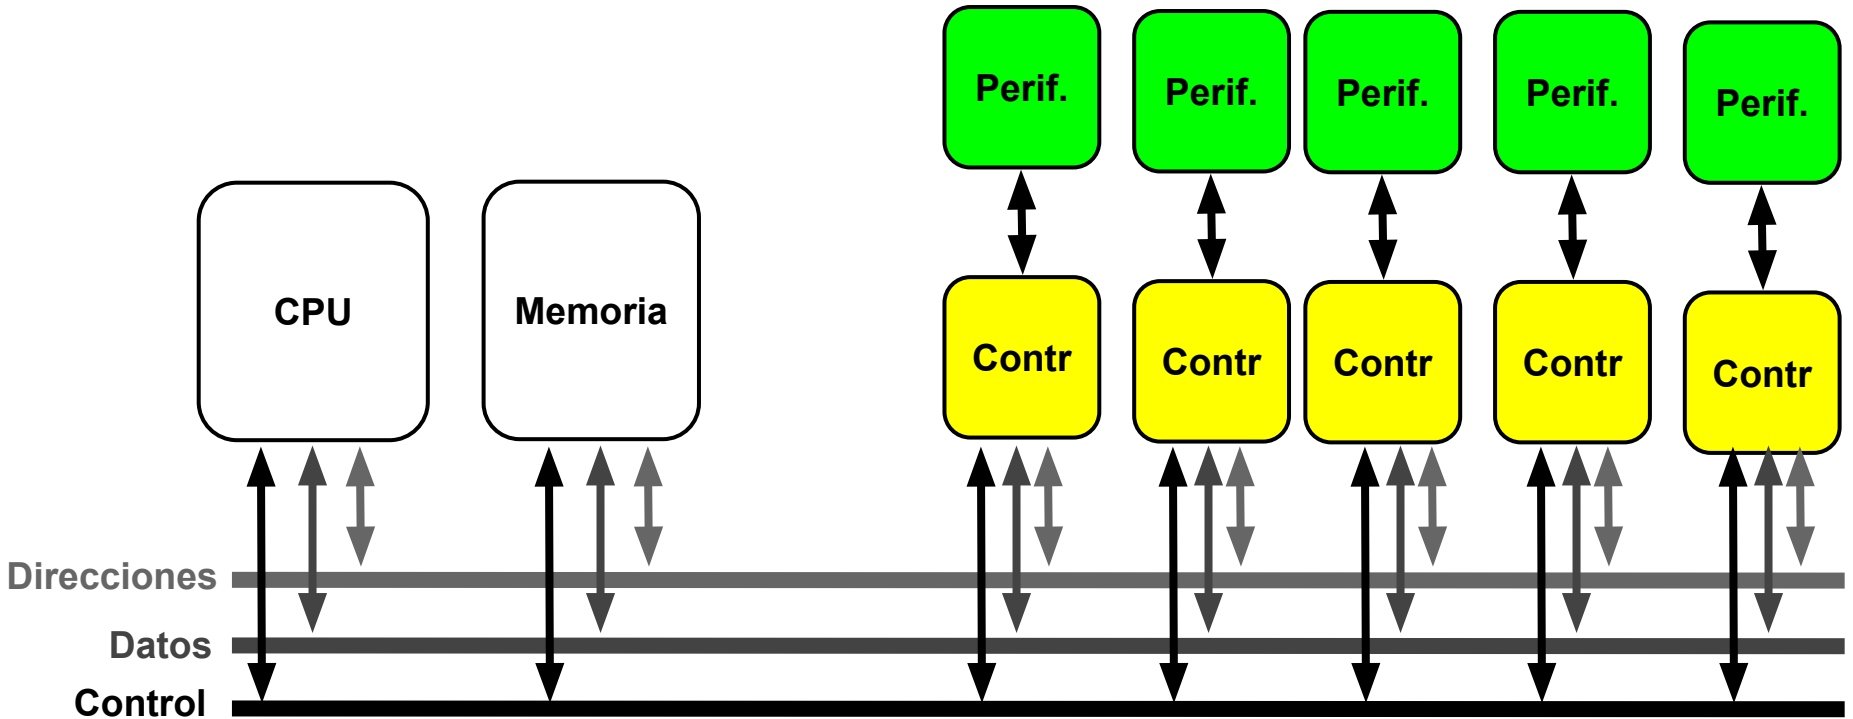 Perif.
Perif.
Perif.
Perif.
Perif.
CPU
Memoria
Contr
Contr
Contr
Contr
Contr
Direcciones
Datos
Control